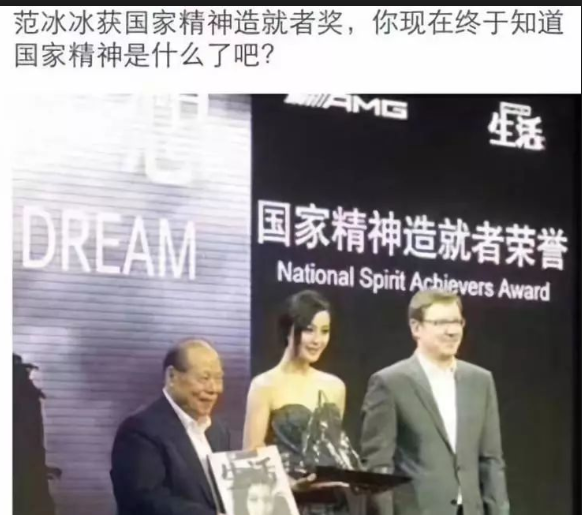 范冰冰获国家精神造就者奖，你现在终于知道
国家精神是什么了吧？
AMG
生活
DREAM
国家精神造就者荣誉
National Spirit Achievers Award
生活